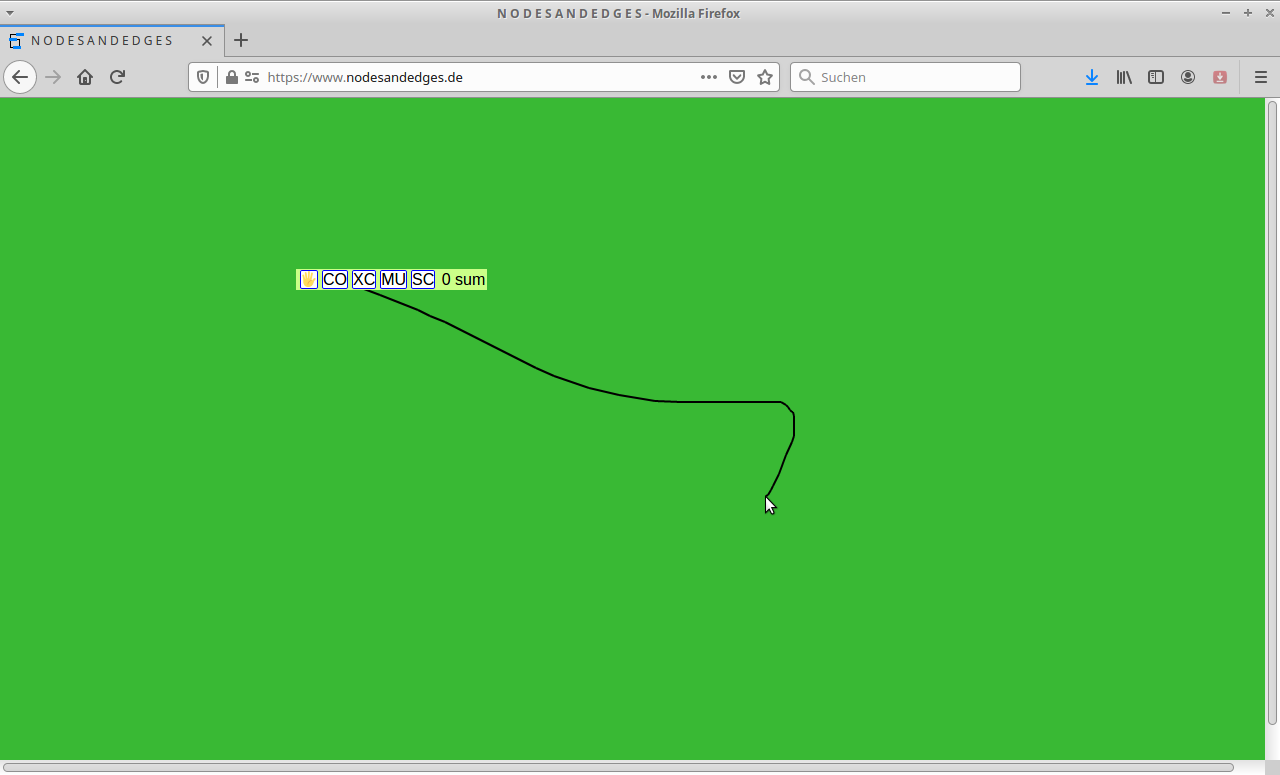 N O D E S A N D E D G E S - Mozilla Firefox
N O D E S A N D E D G E S
https://www.nodesandedges.de
Suchen
CO XC MU SC 0 sum